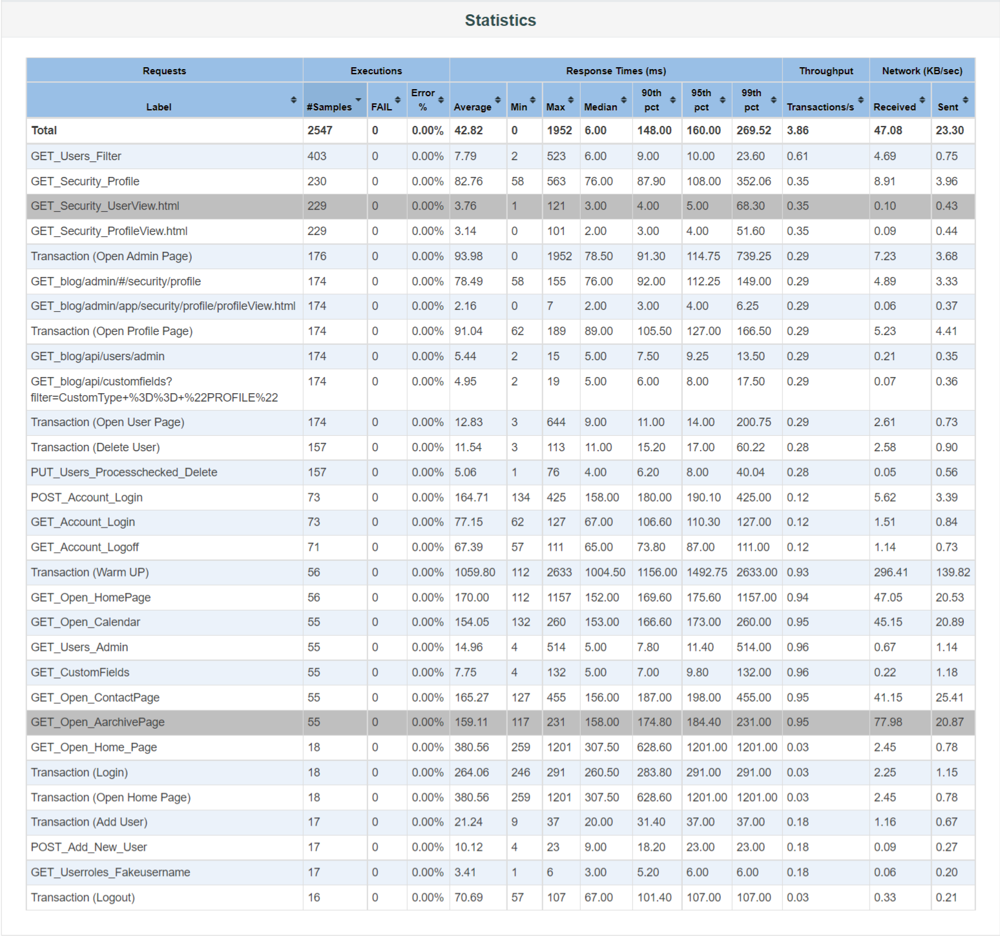 Statistics
Requests Executions Response Times (ms) Throughput Network (KB/sec)
Label #Samples FAIL Error % Average Min Max Median 90th pct 95th pct 99th pct Transactions/s Received Sent
Total 2547 0 0.00% 42.82 0 1952 6.00 148.00 160.00 269.52 3.86 47.08 23.30
GET_Users_Filter 403 0 0.00% 7.79 2 523 6.00 9.00 10.00 23.60 0.61 4.69 0.75
GET_Security_Profile 230 0 0.00% 82.76 58 563 76.00 87.90 108.00 352.06 0.35 8.91 3.96
GET_Security_UserView.html 229 0 0.00% 3.76 1 121 3.00 4.00 5.00 68.30 0.35 0.10 0.43
GET_Security_ProfileView.html 229 0 0.00% 3.14 0 101 2.00 3.00 4.00 51.60 0.35 0.09 0.44
Transaction (Open Admin Page) 176 0 0.00% 93.98 0 1952 78.50 91.30 114.75 739.25 0.29 7.23 3.68
GET_blog/admin/#/security/profile 174 0 0.00% 78.49 58 155 76.00 92.00 112.25 149.00 0.29 4.89 3.33
GET_blog/admin/app/security/profile/profileView.html 174 0 0.00% 2.16 0 7 2.00 3.00 4.00 6.25 0.29 0.06 0.37
Transaction (Open Profile Page) 174 0 0.00% 91.04 62 189 89.00 105.50 127.00 166.50 0.29 5.23 4.41
GET_blog/api/users/admin 174 0 0.00% 5.44 2 15 5.00 7.50 9.25 13.50 0.29 0.21 0.35
GET_blog/api/customfields? 174 0 0.00% 4.95 2 19 5.00 6.00 8.00 17.50 0.29 0.07 0.36
filter=CustomType+%3D%3D+%22PROFILE%22
Transaction (Open User Page) 174 0 0.00% 12.83 3 644 9.00 11.00 14.00 200.75 0.29 2.61 0.73
Transaction (Delete User) 157 0 0.00% 11.54 3 113 11.00 15.20 17.00 60.22 0.28 2.58 0.90
PUT_Users_Processchecked_Delete 157 0 0.00% 5.06 1 76 4.00 6.20 8.00 40.04 0.28 0.05 0.56
POST_Account_Login 73 0 0.00% 164.71 134 425 158.00 180.00 190.10 425.00 0.12 5.62 3.39
GET_Account_Login 73 0 0.00% 77.15 62 127 67.00 106.60 110.30 127.00 0.12 1.51 0.84
GET_Account_Logoff 71 0 0.00% 67.39 57 111 65.00 73.80 87.00 111.00 0.12 1.14 0.73
Transaction (Warm UP) 56 0 0.00% 1059.80 112 2633 1004.50 1156.00 1492.75 2633.00 0.93 296.41 139.82
GET_Open_HomePage 56 0 0.00% 170.00 112 1157 152.00 169.60 175.60 1157.00 0.94 47.05 20.53
GET_Open_Calendar 55 0 0.00% 154.05 132 260 153.00 166.60 173.00 260.00 0.95 45.15 20.89
GET_Users_Admin 55 0 0.00% 14.96 4 514 5.00 7.80 11.40 514.00 0.96 0.67 1.14
GET_CustomFields 55 0 0.00% 7.75 4 132 5.00 7.00 9.80 132.00 0.96 0.22 1.18
GET_Open_ContactPage 55 0 0.00% 165.27 127 455 156.00 187.00 198.00 455.00 0.95 41.15 25.41
GET_Open_AarchivePage 55 0 0.00% 159.11 117 231 158.00 174.80 184.40 231.00 0.95 77.98 20.87
GET_Open_Home_Page 18 0 0.00% 380.56 259 1201 307.50 628.60 1201.00 1201.00 0.03 2.45 0.78
Transaction (Login) 18 0 0.00% 264.06 246 291 260.50 283.80 291.00 291.00 0.03 2.25 1.15
Transaction (Open Home Page) 18 0 0.00% 380.56 259 1201 307.50 628.60 1201.00 1201.00 0.03 2.45 0.78
Transaction (Add User) 17 0 0.00% 21.24 9 37 20.00 31.40 37.00 37.00 0.18 1.16 0.67
POST_Add_New_User 17 0 0.00% 10.12 4 23 9.00 18.20 23.00 23.00 0.18 0.09 0.27
GET_Userroles_Fakeusername 17 0 0.00% 3.41 1 6 3.00 5.20 6.00 6.00 0.18 0.06 0.20
Transaction (Logout) 16 0 0.00% 70.69 57 107 67.00 101.40 107.00 107.00 0.03 0.33 0.21